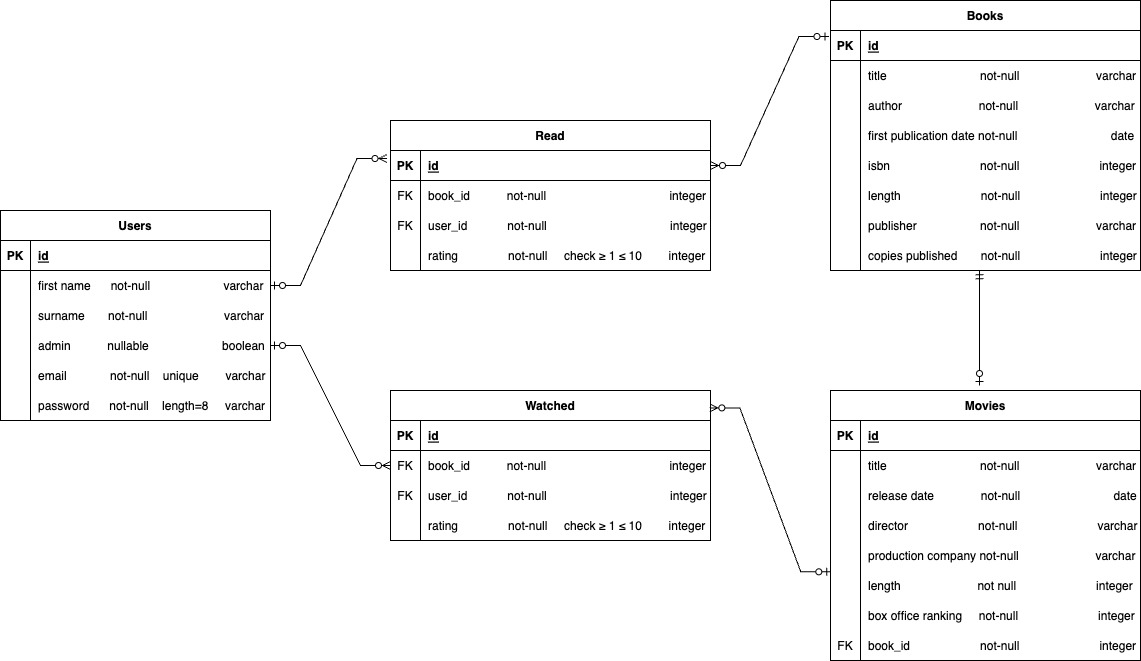 Users
PK id
first name not-null varchar
surname not-null varchar
admin nullable boolean
email not-null unique varchar
password not-null length=8 varchar
Read
PK id
FK book_id not-null integer
FK user_id not-null integer
rating not-null check ≥ 1 ≤ 10 integer
Watched
PK id
FK book_id not-null integer
FK user_id not-null integer
rating not-null check ≥ 1 ≤ 10 integer
Books
PK id
title not-null varchar
author not-null varchar
first publication date not-null date
isbn not-null integer
length not-null integer
publisher not-null varchar
copies published not-null integer
Movies
PK id
title not-null varchar
release date not-null date
director not-null varchar
production company not-null varchar
length not null integer
box office ranking not-null integer
FK book_id not-null integer